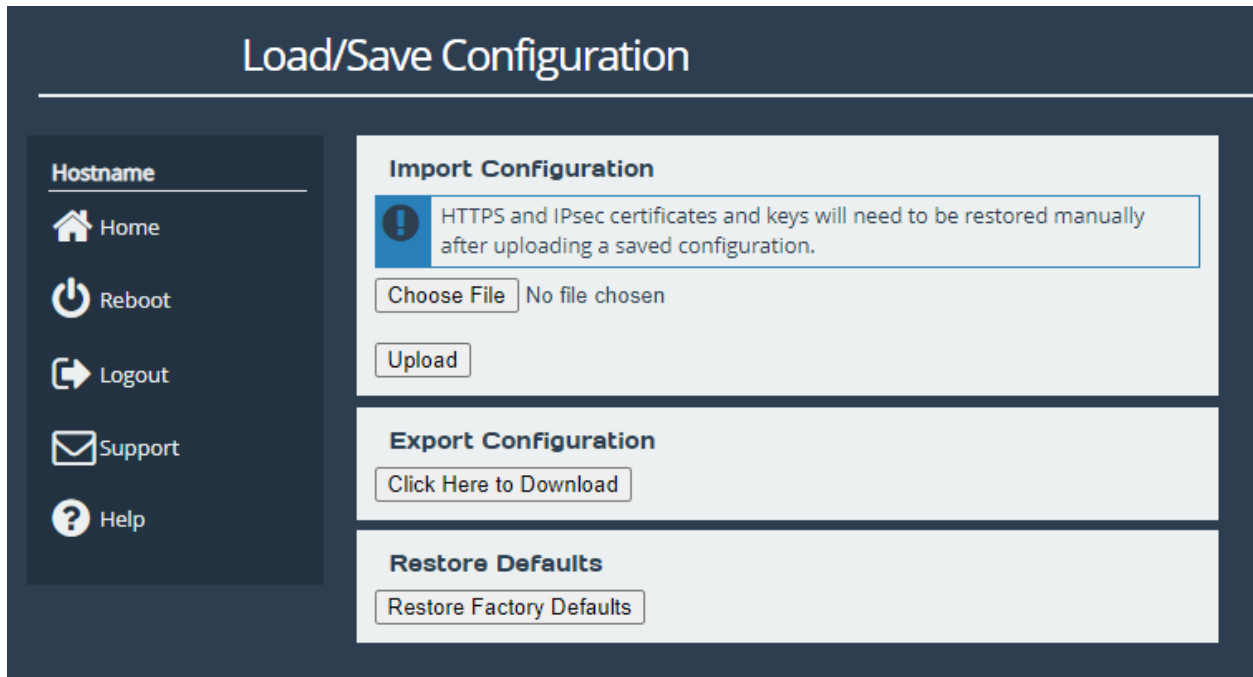 Load/Save Configuration
Hostname
Home
Reboot
Logout
Support
Help
Import Configuration
HTTPS and IPsec certificates and keys will need to be restored manually
after uploading a saved configuration.
Choose File No file chosen
Upload
Export Configuration
Click Here to Download
Restore Defaults
Restore Factory Defaults